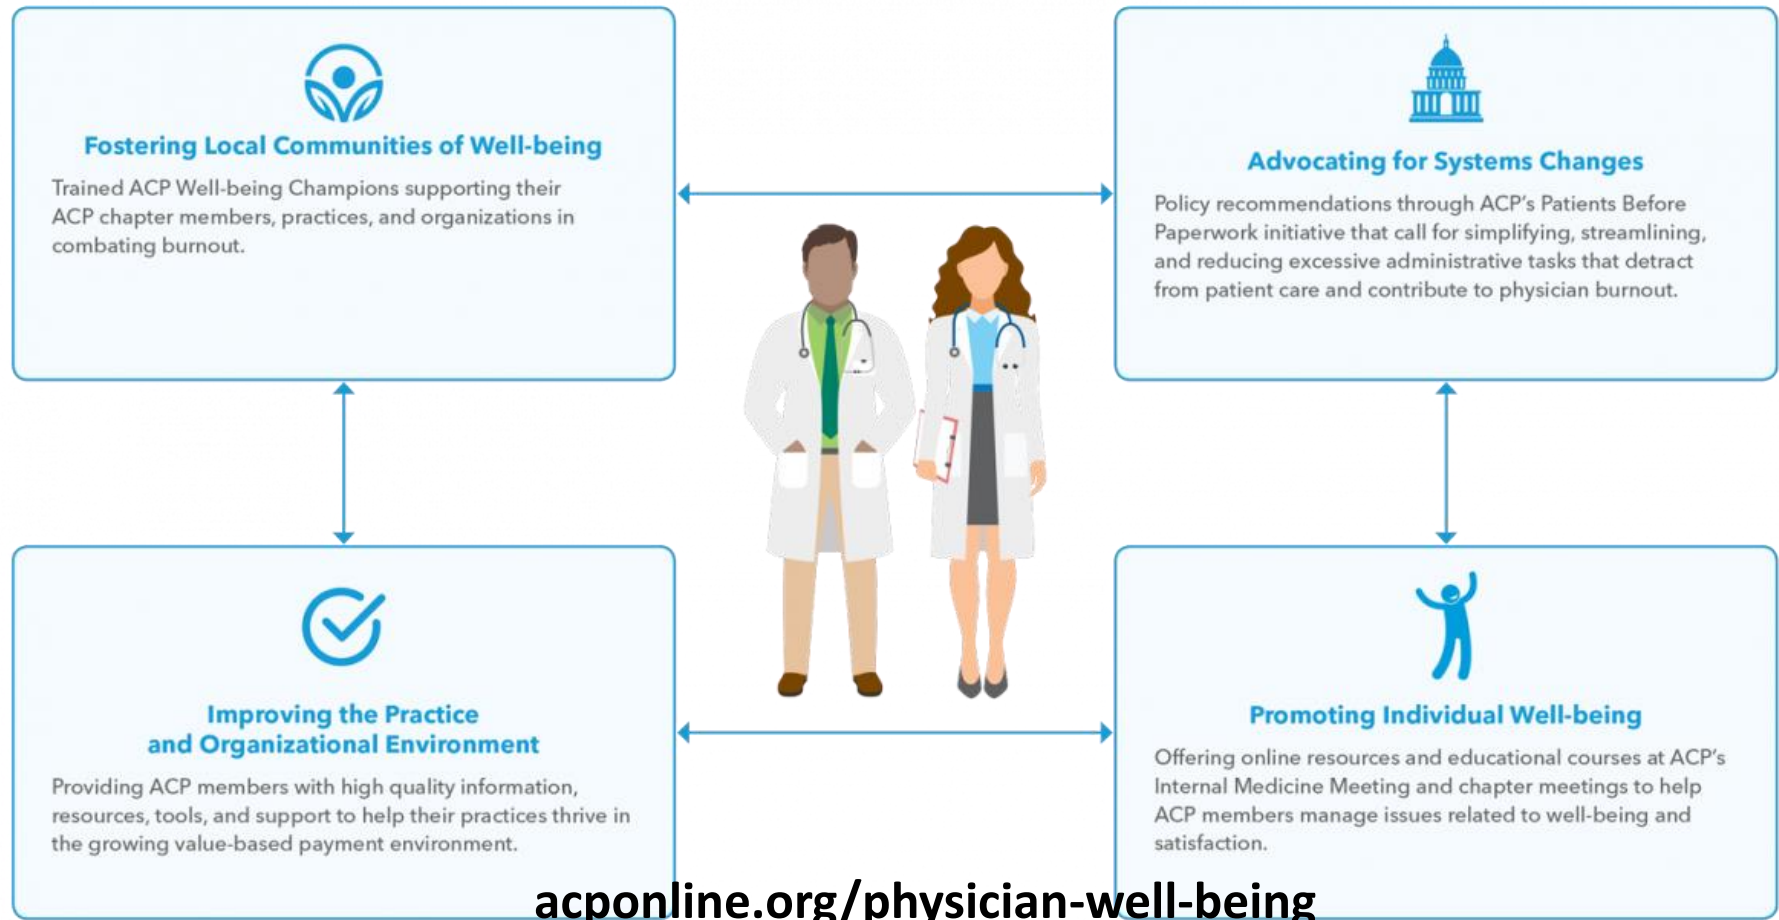 Fostering Local Communities of Well-being
Trained ACP Well-being Champions supporting their
ACP chapter members, practices, and organizations in
combating burnout.
Advocating for Systems Changes
Policy recommendations through ACP's Patients Before
Paperwork initiative that call for simplifying, streamlining,
and reducing excessive administrative tasks that detract
from patient care and contribute to physician burnout.
Improving the Practice
and Organizational Environment
Providing ACP members with high quality information,
resources, tools, and support to help their practices thrive in
the growing value-based payment environment.
Promoting Individual Well-being
Offering online resources and educational courses at ACP's
Internal Medicine Meeting and chapter meetings to help
ACP members manage issues related to well-being and
satisfaction.
acponline.org/physician-well-being